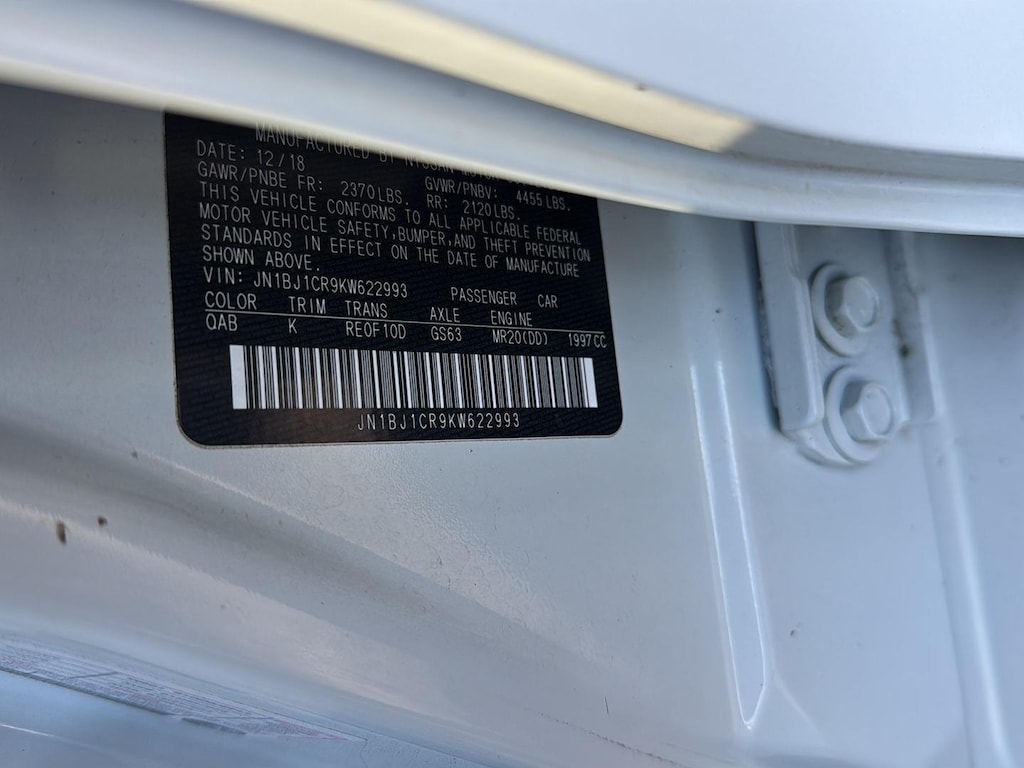 MANUFACTURED BY NISSAN MOTOR
DATE: 12/18
GAWR/PNBE FR: 2370LBS. GVWR/PNBV: 4455LBS.
RR: 2120LBS.
THIS VEHICLE CONFORMS TO ALL APPLICABLE FEDERAL
MOTOR VEHICLE SAFETY,BUMPER,AND THEFT PREVENTION
STANDARDS IN EFFECT ON THE DATE OF MANUFACTURE
SHOWN ABOVE.
VIN: JN1BJ1CR9KW622993 PASSENGER CAR
COLOR TRIM TRANS AXLE ENGINE
QAB K RE0F10D GS63 MR20(DD) 1997CC
JN1BJ1CR9KW622993